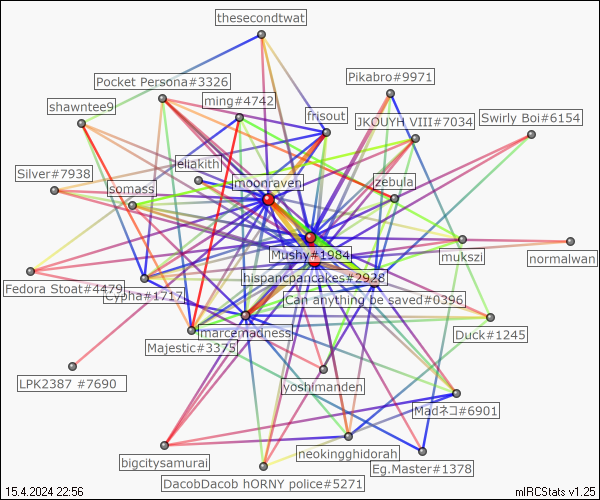 thesecondtwat
Pocket Persona#3326
Pikabro#9971
shawntee9
ming#4742
frisout
JKOUYH VIII#7034
Swirly Boi#6154
eliakith
Silver#7938
somass
moonraven
zebula
Mushy#1984
mukszi
normalwan
hispancpancakes#2928
Fedora Stoat#4479
Cypha#1717
Can anything be saved#0396
marcemadness
Duck#1245
Majestic#3375
LPK2387 #7690
yoshimanden
Madネコ#6901
neokingghidorah
bigcitysamurai
Eg.Master#1378
DacobDacob hORNY police#5271
15.4.2024 22:56
mIRCStats v1.25